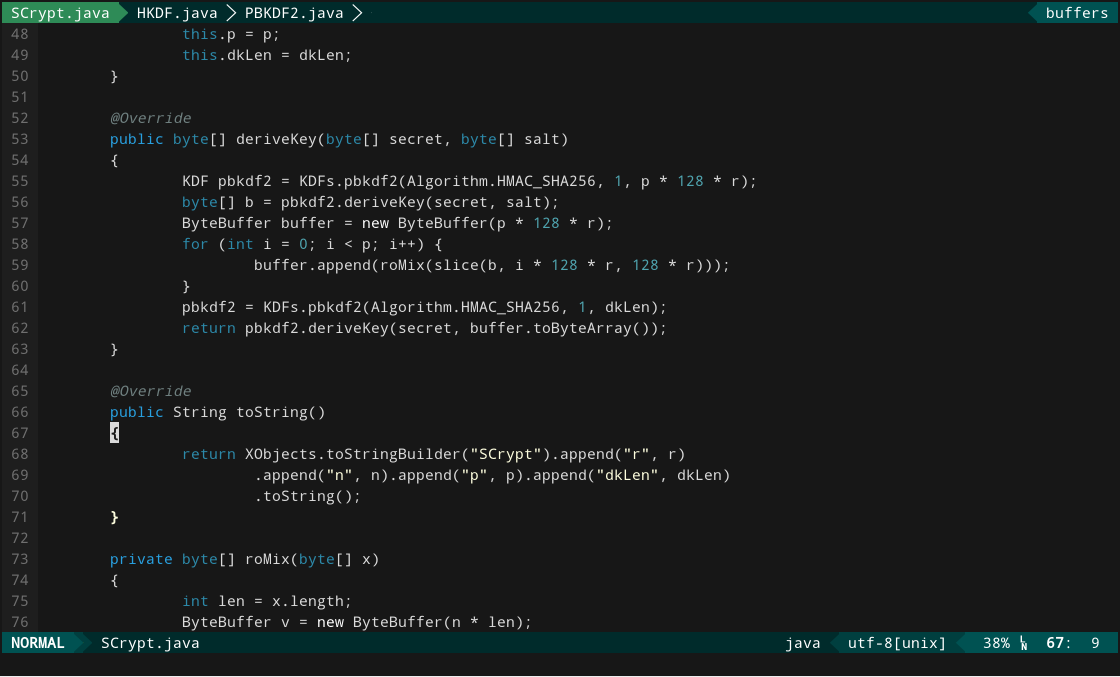 SCrypt.java HKDF.java PBKDF2.java buffers
48 this.p = p;
49 this.dkLen = dkLen;
50 }
51
52 @Override
53 public byte[] deriveKey(byte[] secret, byte[] salt)
54 {
55 KDF pbkdf2 = KDFs.pbkdf2(Algorithm.HMAC_SHA256, 1, p * 128 * r);
56 byte[] b = pbkdf2.deriveKey(secret, salt);
57 ByteBuffer buffer = new ByteBuffer(p * 128 * r);
58 for (int i = 0; i < p; i++) {
59 buffer.append(roMix(slice(b, i * 128 * r, 128 * r)));
60 }
61 pbkdf2 = KDFs.pbkdf2(Algorithm.HMAC_SHA256, 1, dkLen);
62 return pbkdf2.deriveKey(secret, buffer.toByteArray());
63 }
64
65 @Override
66 public String toString()
67 {
68 return XObjects.toStringBuilder("SCrypt").append("r", r)
69 .append("n", n).append("p", p).append("dkLen", dkLen)
70 .toString();
71 }
72
73 private byte[] roMix(byte[] x)
74 {
75 int len = x.length;
76 ByteBuffer v = new ByteBuffer(n * len);
NORMAL SCrypt.java java utf-8[unix] 38% LN 67: 9